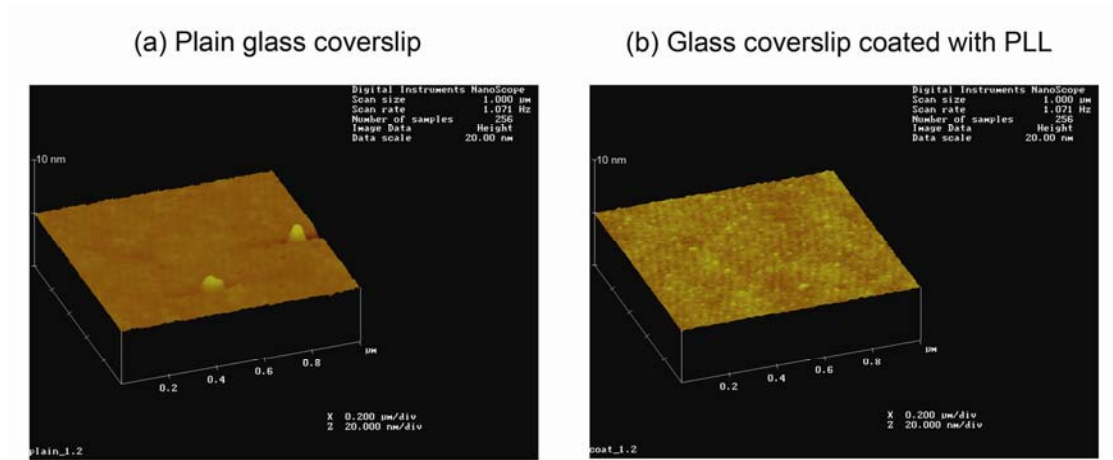 (a) Plain glass coverslip
Digital Instruments NanoScope
Scan size 1.000 µm
Scan rate 1.071 Hz
Number of samples 256
Image Data Height
Data scale 20.00 nm
10 nm
0.2 0.4 0.6 0.8 µm
X 0.200 µm/div
Z 20.000 nm/div
plain_1.2
(b) Glass coverslip coated with PLL
Digital Instruments NanoScope
Scan size 1.000 µm
Scan rate 1.071 Hz
Number of samples 256
Image Data Height
Data scale 20.00 nm
10 nm
0.2 0.4 0.6 0.8 µm
X 0.200 µm/div
Z 20.000 nm/div
coat_1.2